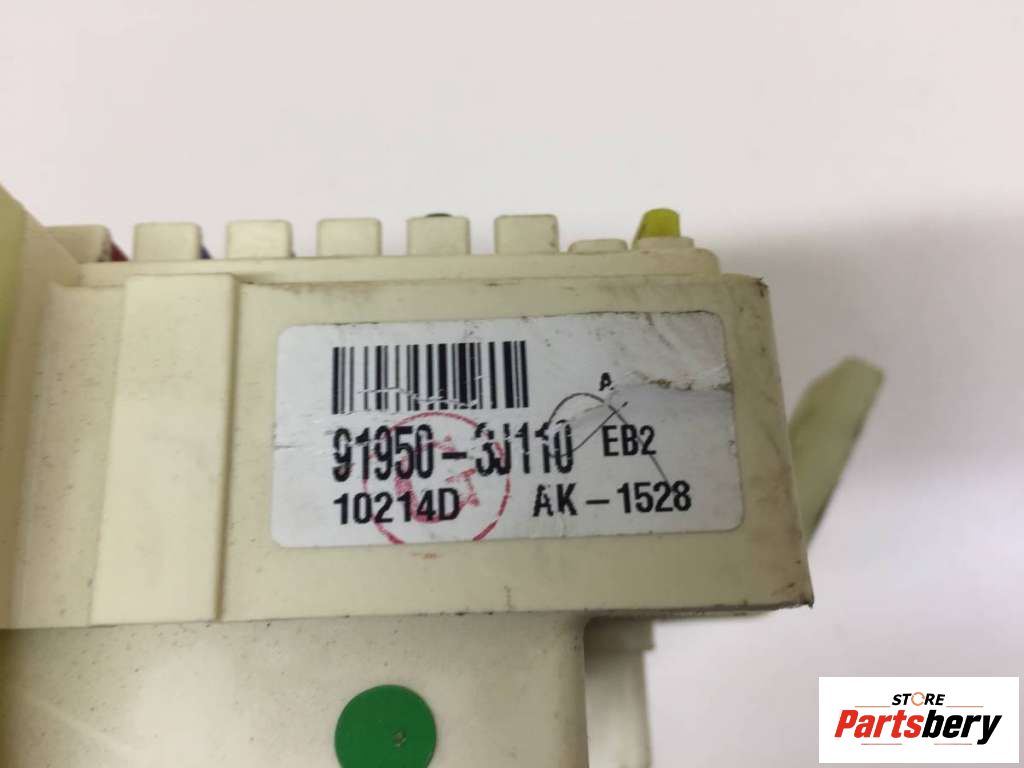 A
91950-3J110 EB2
10214D AK-1528
STORE
Partsbery